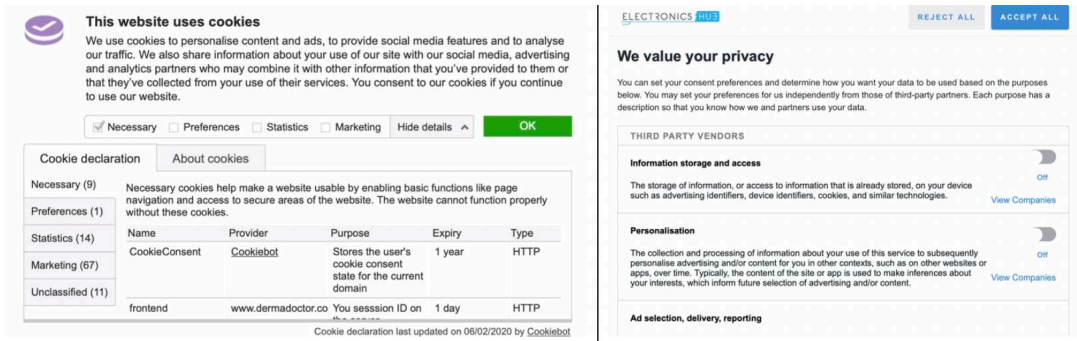 This website uses cookies
We use cookies to personalise content and ads, to provide social media features and to analyse
our traffic. We also share information about your use of our site with our social media, advertising
and analytics partners who may combine it with other information that you've provided to them or
that they've collected from your use of their services. You consent to our cookies if you continue
to use our website.
Necessary Preferences Statistics Marketing Hide details OK
Cookie declaration About cookies
Necessary (9)
Preferences (1)
Statistics (14)
Marketing (67)
Unclassified (11)
Necessary cookies help make a website usable by enabling basic functions like page
navigation and access to secure areas of the website. The website cannot function properly
without these cookies.
Name Provider Purpose Expiry Type
CookieConsent Cookiebot Stores the user's 1 year HTTP
cookie consent
state for the current
domain
frontend www.dermadoctor.co You sesssion ID on 1 day HTTP
Cookie declaration last updated on 06/02/2020 by Cookiebot
ELECTRONICS HUB REJECT ALL ACCEPT ALL
We value your privacy
You can set your consent preferences and determine how you want your data to be used based on the purposes
below. You may set your preferences for us independently from those of third-party partners. Each purpose has a
description so that you know how we and partners use your data.
THIRD PARTY VENDORS
Information storage and access
Off
The storage of information, or access to information that is already stored, on your device
such as advertising identifiers, device identifiers, cookies, and similar technologies.
View Companies
Personalisation
Off
The collection and processing of information about your use of this service to subsequently
personalise advertising and/or content for you in other contexts, such as on other websites or
apps, over time. Typically, the content of the site or app is used to make inferences about
your interests, which inform future selection of advertising and/or content.
View Companies
Ad selection, delivery, reporting